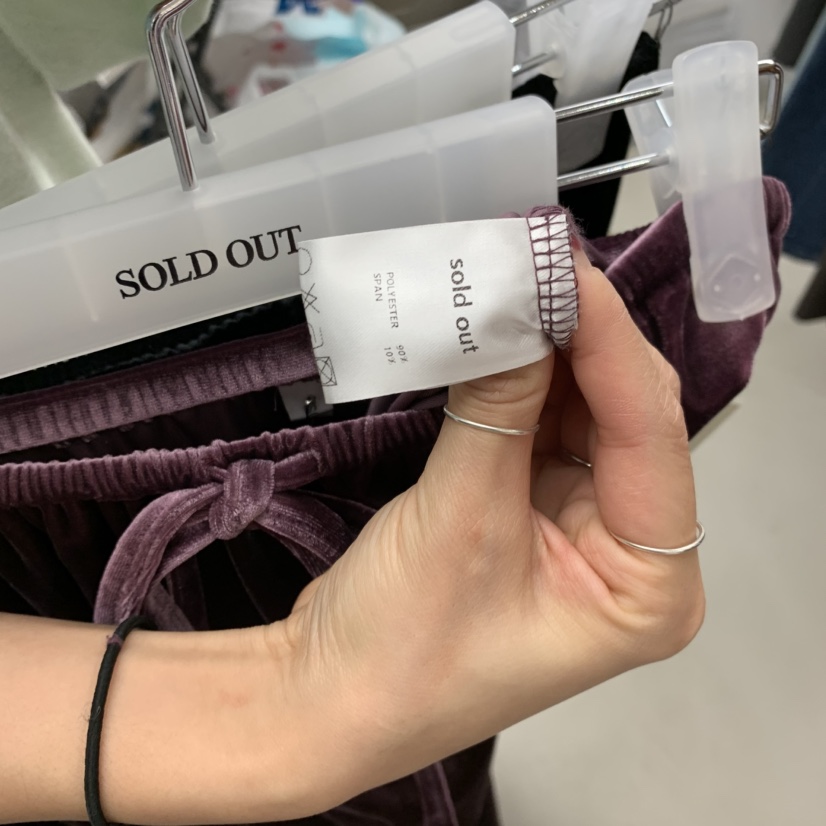 SOLD OUT
sold out
POLYESTER 90%
SPAN 10%